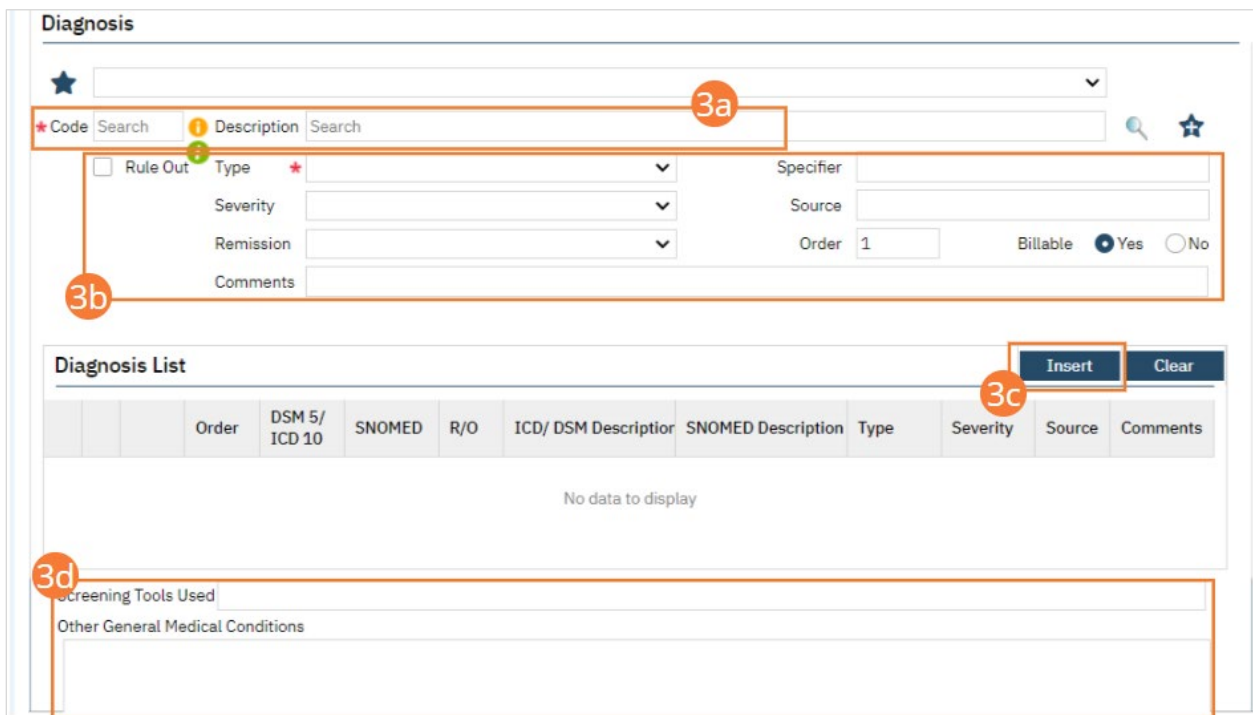 Diagnosis
3a
* Code Search Description Search
Rule Out Type * Specifier
Severity Source
Remission Order 1 Billable Yes No
Comments
3b
Diagnosis List Insert Clear
3c
Order DSM 5/ ICD 10 SNOMED R/O ICD/ DSM Description SNOMED Description Type Severity Source Comments
No data to display
3d
Screening Tools Used
Other General Medical Conditions